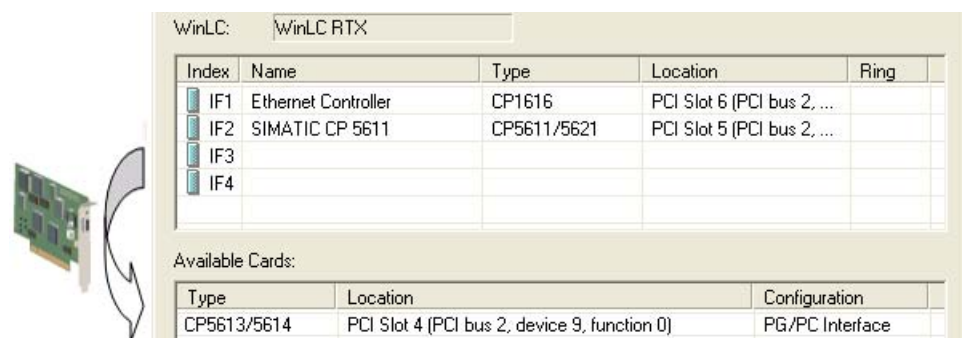 WinLC: WinLC RTX
Index Name Type Location Ring
IF1 Ethernet Controller CP1616 PCI Slot 6 (PCI bus 2, ...
IF2 SIMATIC CP 5611 CP5611/5621 PCI Slot 5 (PCI bus 2, ...
IF3
IF4
Available Cards:
Type Location Configuration
CP5613/5614 PCI Slot 4 (PCI bus 2, device 9, function 0) PG/PC Interface